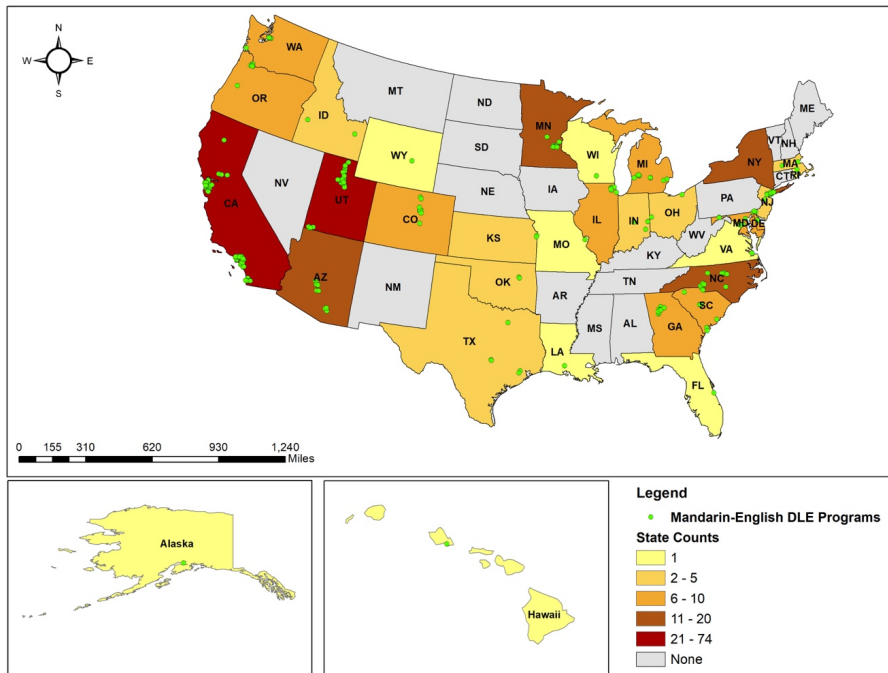 N
W E
S
WA
MT
ND
ME
OR
ID
MN
VT
NH
SD
WI
NY
MA
WY
MI
CT
RI
IA
PA
NE
NJ
NV
OH
IL
IN
MD
DE
UT
CA
CO
WV
VA
KS
MO
KY
NC
TN
AZ
OK
NM
AR
SC
MS
AL
GA
TX
LA
FL
0 155 310 620 930 1,240
Miles
Alaska
Hawaii
Legend
Mandarin-English DLE Programs
State Counts
1
2 - 5
6 - 10
11 - 20
21 - 74
None